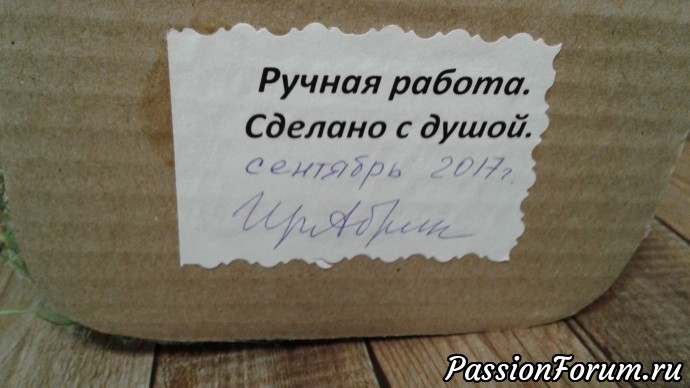 Ручная работа.
Сделано с душой.
сентябрь 2017г.
PassionForum.ru